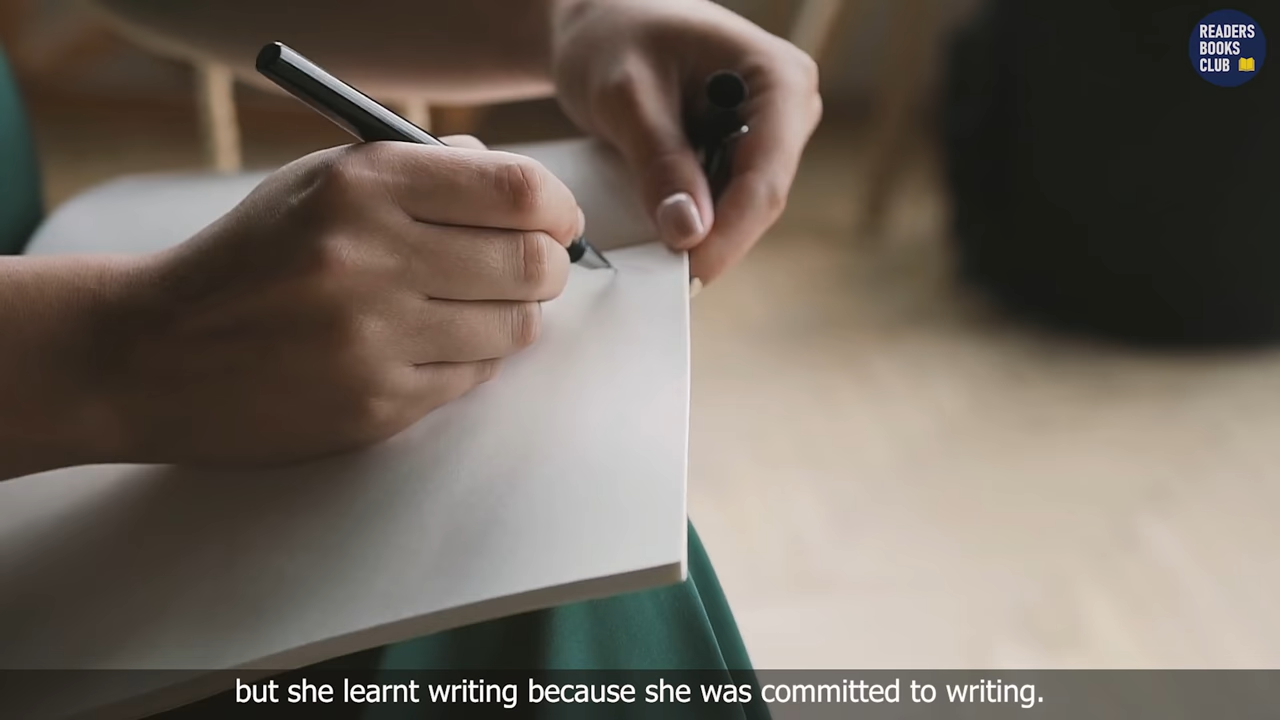 READERS
BOOKS
CLUB
but she learnt writing because she was committed to writing.